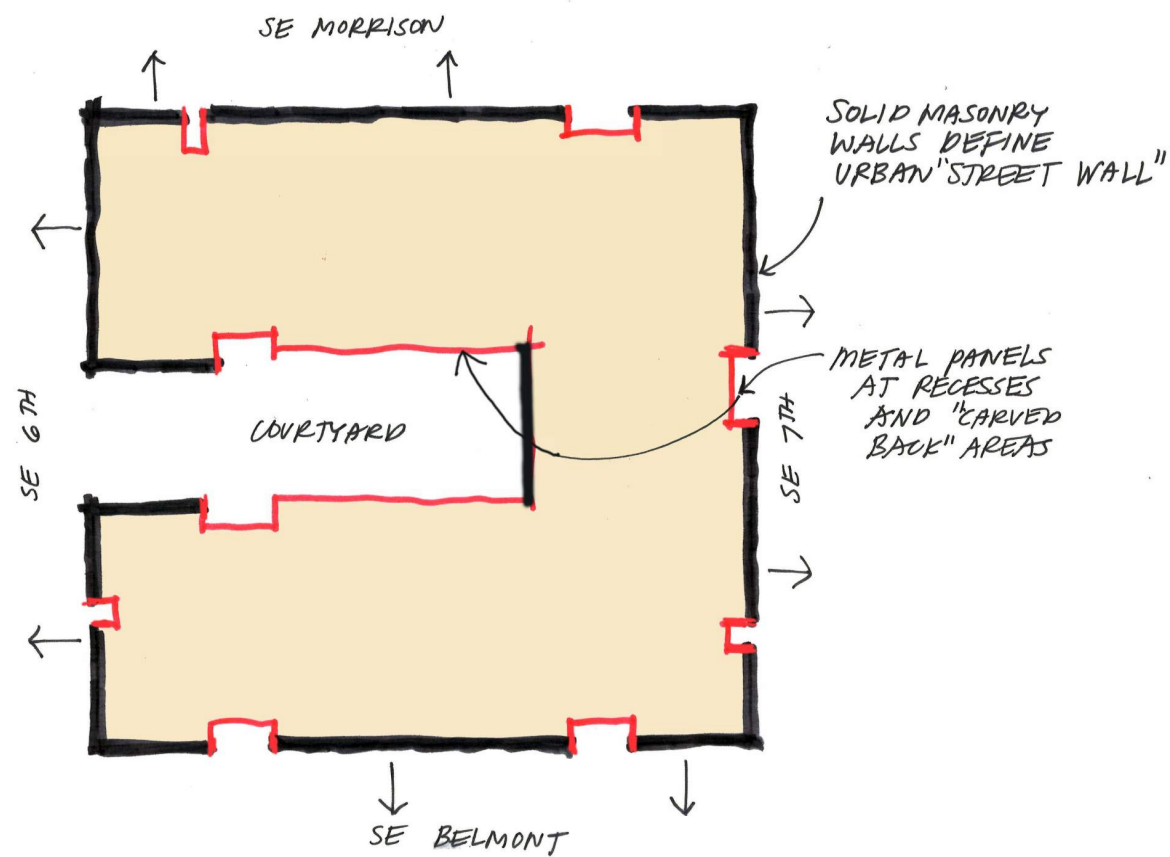 SE MORRISON
SOLID MASONRY
WALLS DEFINE
URBAN "STREET WALL"
METAL PANELS
AT RECESSES
AND "CARVED
BACK" AREAS
SE 6TH
COURTYARD
SE 7TH
SE BELMONT